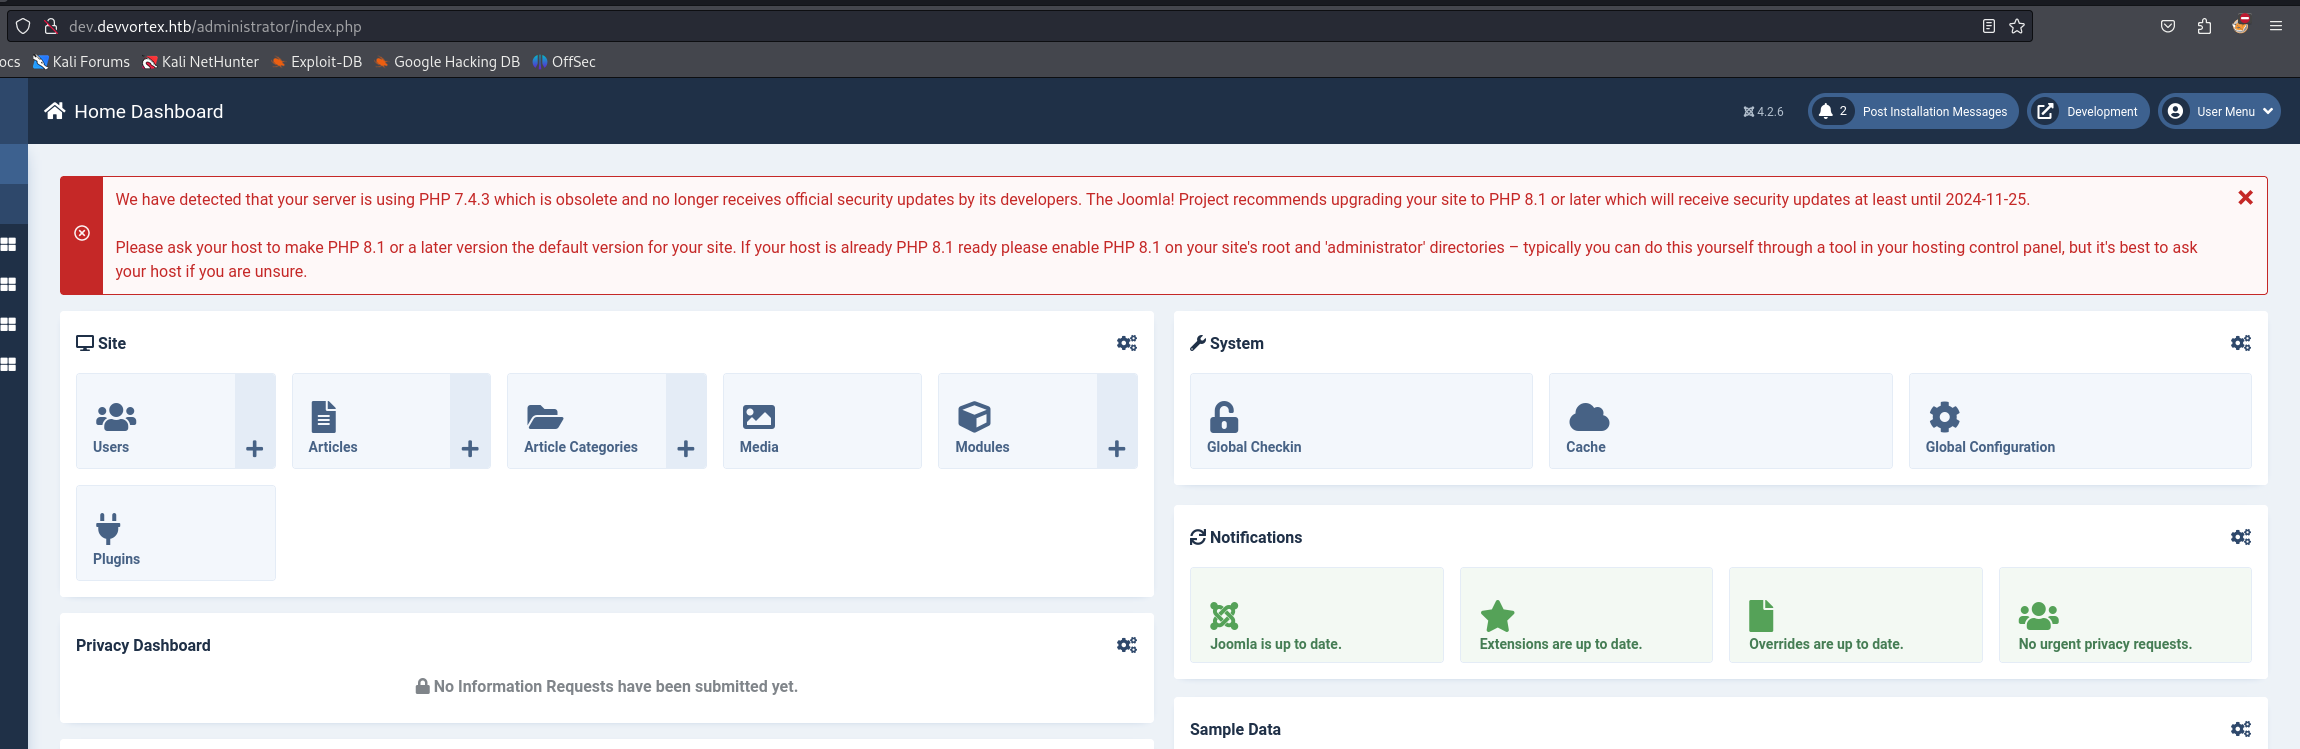 dev.devvortex.htb/administrator/index.php
ocs Kali Forums Kali NetHunter Exploit-DB Google Hacking DB OffSec
Home Dashboard
4.2.6
2 Post Installation Messages
Development
User Menu
We have detected that your server is using PHP 7.4.3 which is obsolete and no longer receives official security updates by its developers. The Joomla! Project recommends upgrading your site to PHP 8.1 or later which will receive security updates at least until 2024-11-25.
Please ask your host to make PHP 8.1 or a later version the default version for your site. If your host is already PHP 8.1 ready please enable PHP 8.1 on your site's root and 'administrator' directories – typically you can do this yourself through a tool in your hosting control panel, but it's best to ask
your host if you are unsure.
Site
Users
Articles
Article Categories
Media
Modules
Plugins
Privacy Dashboard
No Information Requests have been submitted yet.
System
Global Checkin
Cache
Global Configuration
Notifications
Joomla is up to date.
Extensions are up to date.
Overrides are up to date.
No urgent privacy requests.
Sample Data